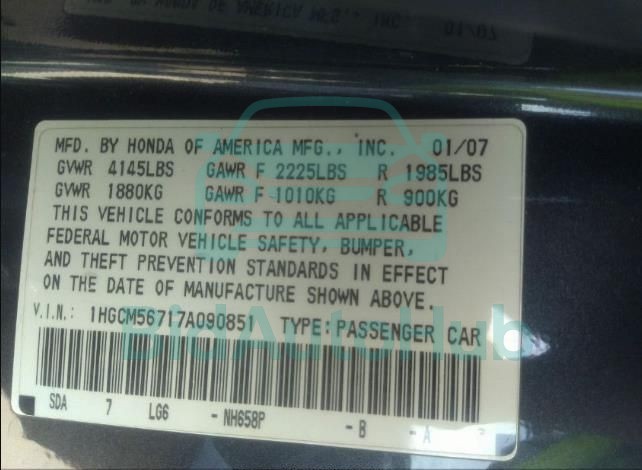 MFD. BY HONDA OF AMERICA MFG., INC. 01/07
GVWR 4145LBS GAWR F 2225LBS R 1985LBS
GVWR 1880KG GAWR F 1010KG R 900KG
THIS VEHICLE CONFORMS TO ALL APPLICABLE
FEDERAL MOTOR VEHICLE SAFETY, BUMPER,
AND THEFT PREVENTION STANDARDS IN EFFECT
ON THE DATE OF MANUFACTURE SHOWN ABOVE.
V.I.N.: 1HGCM56717A090851 TYPE: PASSENGER CAR
BidAutoHub
SDA 7 LG6 - NH658P - B - A